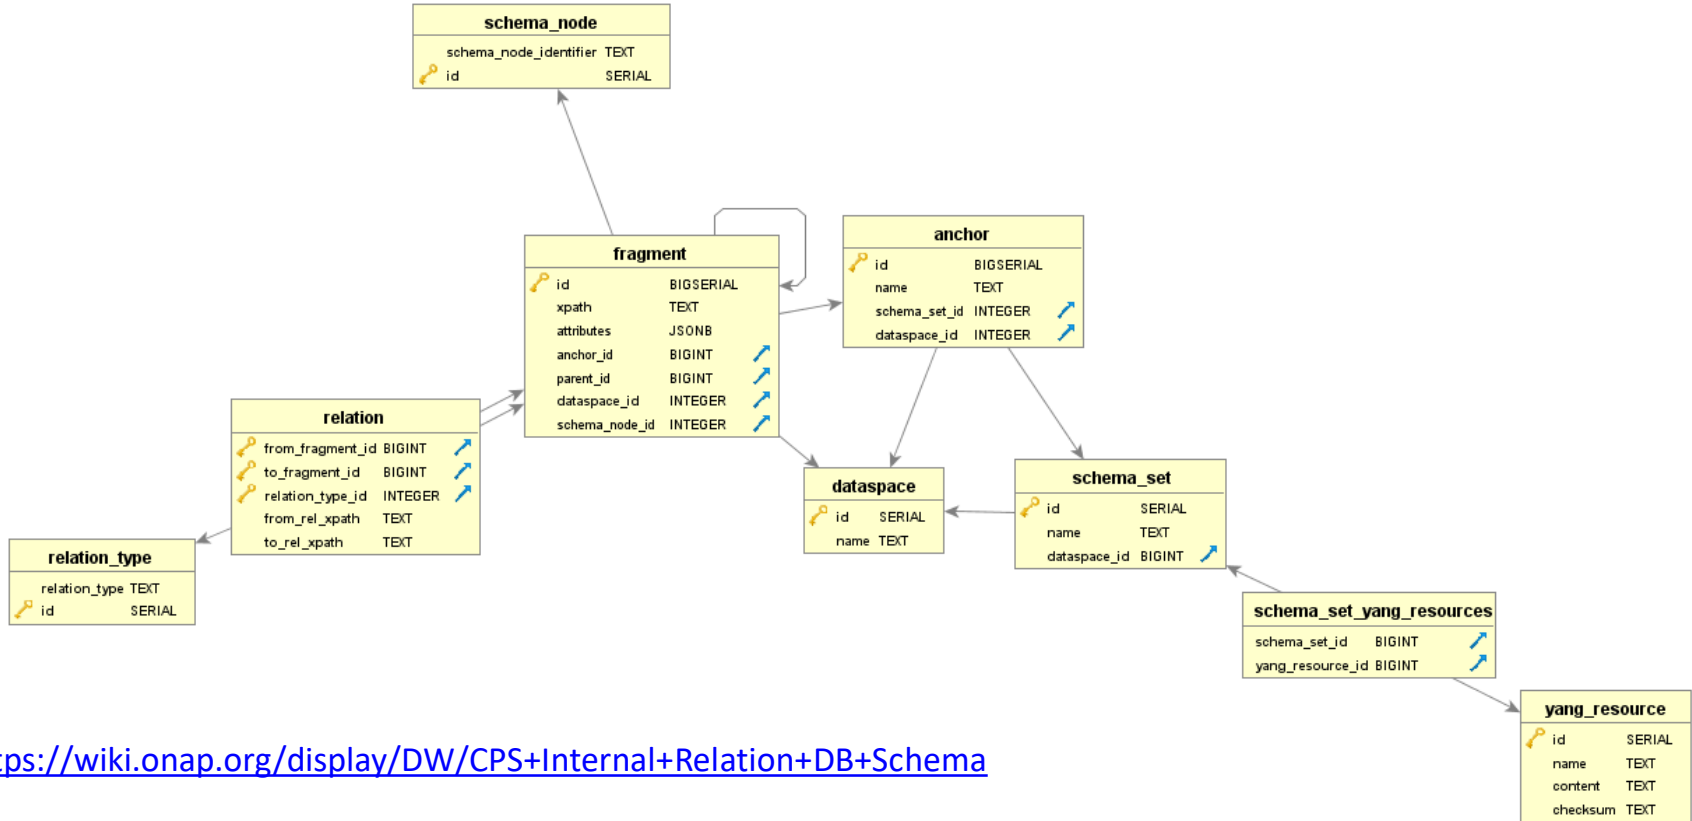 schema_node
schema_node_identifier TEXT
id SERIAL
fragment
id BIGSERIAL
xpath TEXT
attributes JSONB
anchor_id BIGINT
parent_id BIGINT
dataspace_id INTEGER
schema_node_id INTEGER
anchor
id BIGSERIAL
name TEXT
schema_set_id INTEGER
dataspace_id INTEGER
relation
from_fragment_id BIGINT
to_fragment_id BIGINT
relation_type_id INTEGER
from_rel_xpath TEXT
to_rel_xpath TEXT
dataspace
id SERIAL
name TEXT
schema_set
id SERIAL
name TEXT
dataspace_id BIGINT
relation_type
relation_type TEXT
id SERIAL
schema_set_yang_resources
schema_set_id BIGINT
yang_resource_id BIGINT
yang_resource
id SERIAL
name TEXT
content TEXT
checksum TEXT
tps://wiki.onap.org/display/DW/CPS+Internal+Relation+DB+Schema